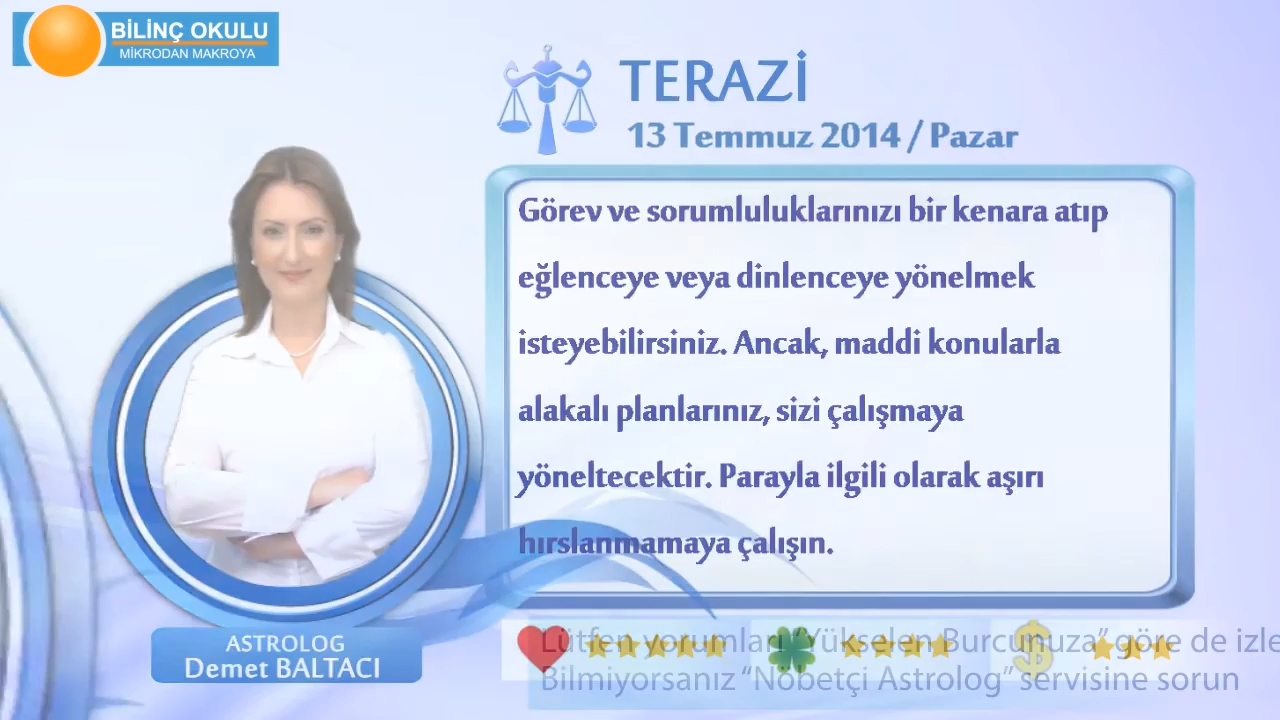 BİLİNÇ OKULU
MİKRODAN MAKROYA
TERAZİ
13 Temmuz 2014 / Pazar
Görev ve sorumluluklarınızı bir kenara atıp
eğlenceye veya dinlenceye yönelmek
isteyebilirsiniz. Ancak, maddi konularla
alakalı planlarınız, sizi çalışmaya
yöneltecektir. Parayla ilgili olarak aşırı
hırslanmamaya çalışın.
ASTROLOG
Demet BALTACI
Lütfen yorumları "Yükselen Burcunuza" göre de izle
Bilmiyorsanız "Nöbetçi Astrolog" servisine sorun